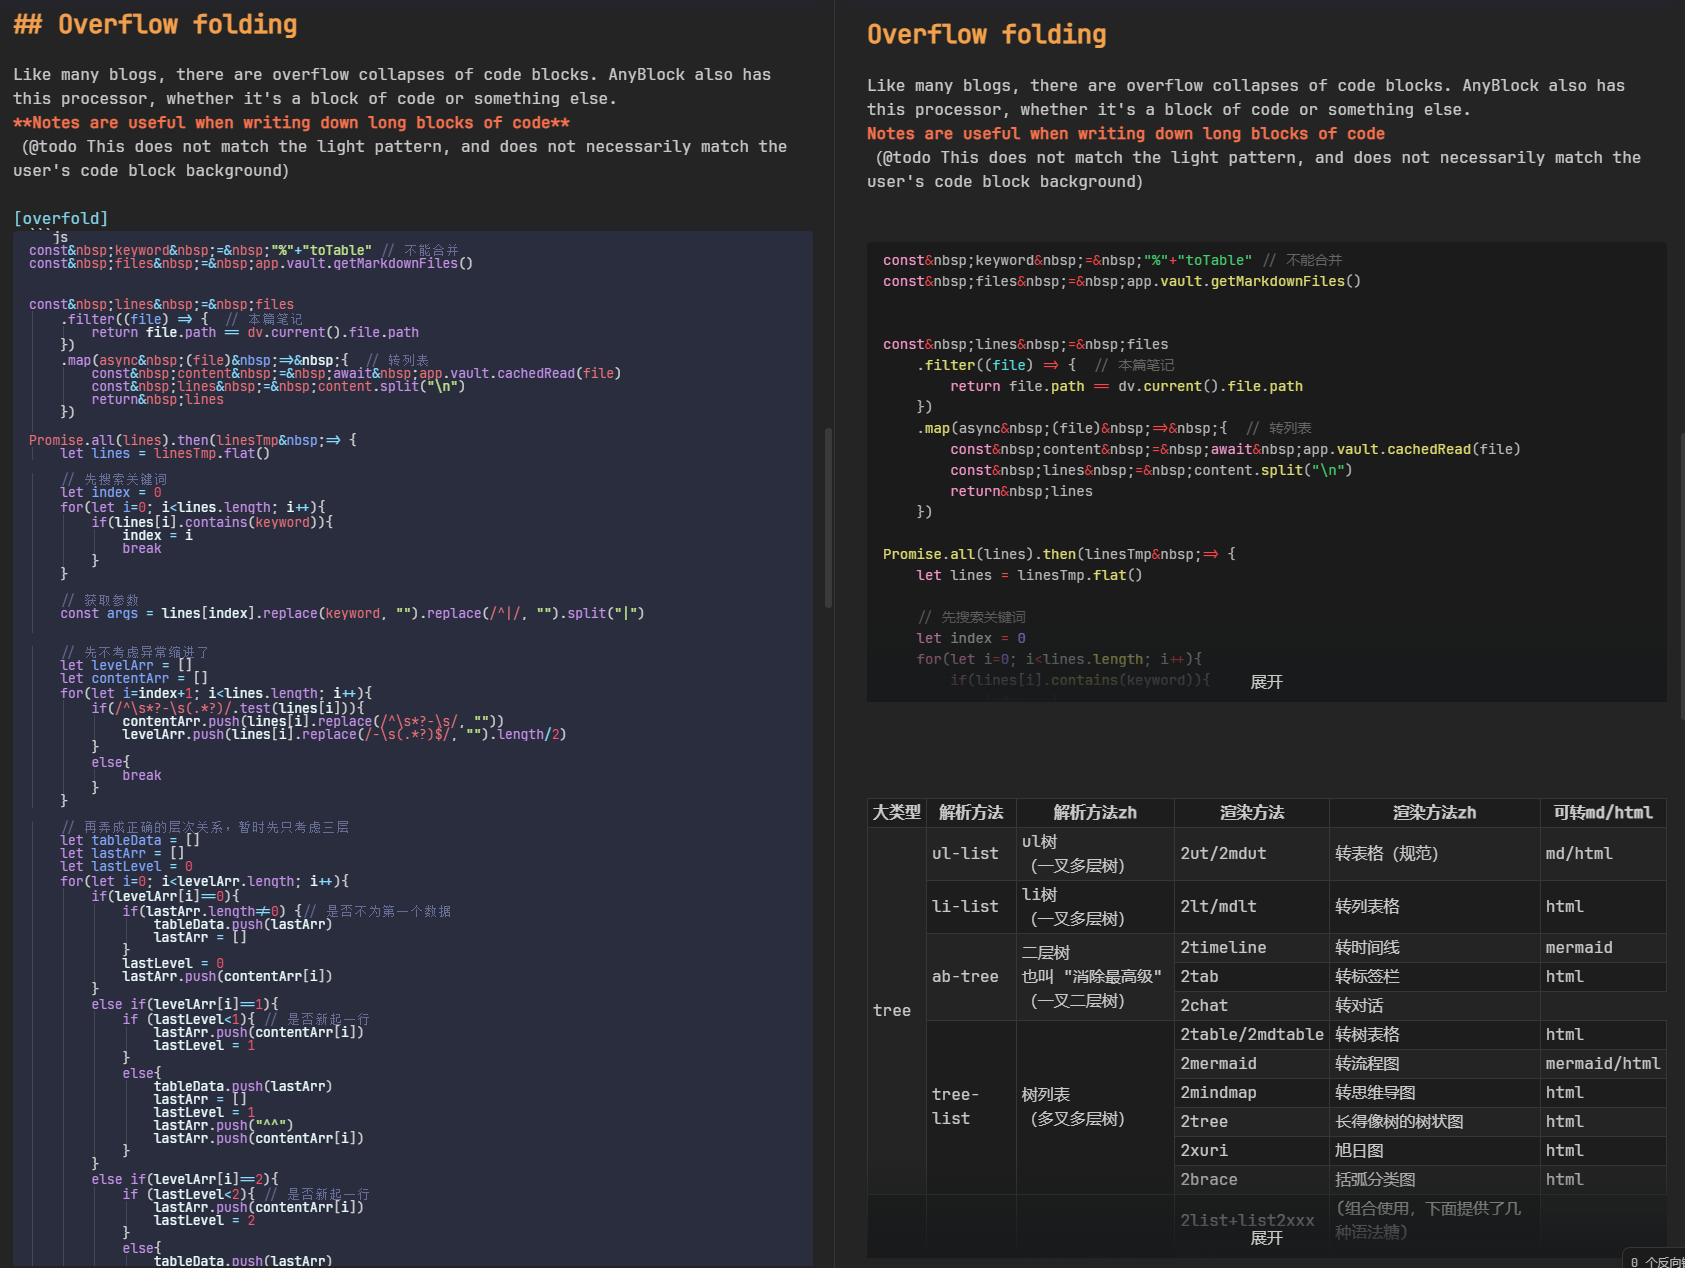 ## Overflow folding
Like many blogs, there are overflow collapses of code blocks. AnyBlock also has
this processor, whether it's a block of code or something else.
**Notes are useful when writing down long blocks of code**
(@todo This does not match the light pattern, and does not necessarily match the
user's code block background)
[overfold]
```js
const&nbsp;keyword&nbsp;=&nbsp;"%"+"toTable" // 不能合并
const&nbsp;files&nbsp;=&nbsp;app.vault.getMarkdownFiles()
const&nbsp;lines&nbsp;=&nbsp;files
.filter((file) => {  // 本篇笔记
return file.path == dv.current().file.path
})
.map(async&nbsp;(file)&nbsp;=>&nbsp;{  // 转列表
const&nbsp;content&nbsp;=&nbsp;await&nbsp;app.vault.cachedRead(file)
const&nbsp;lines&nbsp;=&nbsp;content.split("\n")
return&nbsp;lines
})
Promise.all(lines).then(linesTmp&nbsp;=> {
let lines = linesTmp.flat()
// 先搜索关键词
let index = 0
for(let i=0; i<lines.length; i++){
if(lines[i].contains(keyword)){
index = i
break
}
}
// 获取参数
const args = lines[index].replace(keyword, "").replace(/^|/, "").split("|")
// 先不考虑异常缩进了
let levelArr = []
let contentArr = []
for(let i=index+1; i<lines.length; i++){
if(/^\s*?-\s(.*?)/.test(lines[i])){
contentArr.push(lines[i].replace(/^\s*?-\s/, ""))
levelArr.push(lines[i].replace(/-\s(.*?)$/, "").length/2)
}
else{
break
}
}
// 再弄成正确的层次关系，暂时先只考虑三层
let tableData = []
let lastArr = []
let lastLevel = 0
for(let i=0; i<levelArr.length; i++){
if(levelArr[i]==0){
if(lastArr.length!=0) {// 是否不为第一个数据
tableData.push(lastArr)
lastArr = []
}
lastLevel = 0
lastArr.push(contentArr[i])
}
else if(levelArr[i]==1){
if (lastLevel<1){ // 是否新起一行
lastArr.push(contentArr[i])
lastLevel = 1
}
else{
tableData.push(lastArr)
lastArr = []
lastLevel = 1
lastArr.push("^^")
lastArr.push(contentArr[i])
}
}
else if(levelArr[i]==2){
if (lastLevel<2){ // 是否新起一行
lastArr.push(contentArr[i])
lastLevel = 2
}
else{
tableData.push(lastArr)
Overflow folding
Like many blogs, there are overflow collapses of code blocks. AnyBlock also has
this processor, whether it's a block of code or something else.
Notes are useful when writing down long blocks of code
(@todo This does not match the light pattern, and does not necessarily match the
user's code block background)
const&nbsp;keyword&nbsp;=&nbsp;"%"+"toTable" // 不能合并
const&nbsp;files&nbsp;=&nbsp;app.vault.getMarkdownFiles()
const&nbsp;lines&nbsp;=&nbsp;files
.filter((file) => {  // 本篇笔记
return file.path == dv.current().file.path
})
.map(async&nbsp;(file)&nbsp;=>&nbsp;{  // 转列表
const&nbsp;content&nbsp;=&nbsp;await&nbsp;app.vault.cachedRead(file)
const&nbsp;lines&nbsp;=&nbsp;content.split("\n")
return&nbsp;lines
})
Promise.all(lines).then(linesTmp&nbsp;=> {
let lines = linesTmp.flat()
// 先搜索关键词
let index = 0
for(let i=0; i<lines.length; i++){
if(lines[i].contains(keyword)){
展开
大类型 解析方法 解析方法zh 渲染方法 渲染方法zh 可转md/html
tree
ul-list ul树
（一叉多层树） 2ut/2mdut 转表格（规范） md/html
li-list li树
（一叉多层树） 2lt/mdlt 转列表格 html
ab-tree 二层树
也叫 "消除最高级"
（一叉二层树）
2timeline 转时间线 mermaid
2tab 转标签栏 html
2chat 转对话
tree-
list
树列表
（多叉多层树）
2table/2mdtable 转树表格 html
2mermaid 转流程图 mermaid/html
2mindmap 转思维导图 html
2tree 长得像树的树状图 html
2xuri 旭日图 html
2brace 括弧分类图 html
2list+list2xxx （组合使用，下面提供了几
种语法糖）
展开
0 个反向